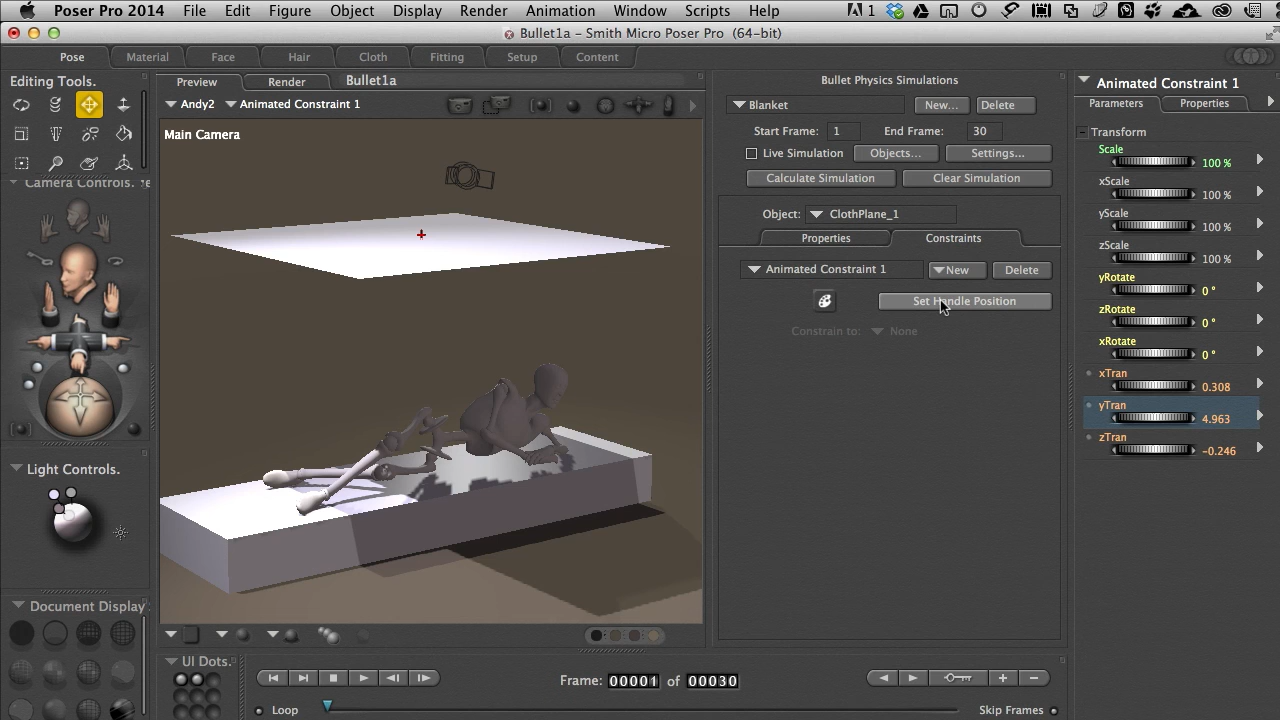 Poser Pro 2014 File Edit Figure Object Display Render Animation Window Scripts Help 1
Bullet1a – Smith Micro Poser Pro (64-bit)
Pose Material Face Hair Cloth Fitting Setup Content
Editing Tools.
Preview Render Bullet1a
Andy2 Animated Constraint 1
Main Camera
Camera Controls.
Light Controls.
Document Display
Bullet Physics Simulations
Blanket New... Delete
Start Frame: 1 End Frame: 30
Live Simulation Objects... Settings...
Calculate Simulation Clear Simulation
Object: ClothPlane_1
Properties Constraints
Animated Constraint 1 New Delete
Set Handle Position
Constrain to: None
Animated Constraint 1
Parameters Properties
Transform
Scale
100 %
xScale
100 %
yScale
100 %
zScale
100 %
yRotate
0 °
zRotate
0 °
xRotate
0 °
xTran
0.308
yTran
4.963
zTran
-0.246
UI Dots.
Frame: 00001 of 00030
Loop Skip Frames